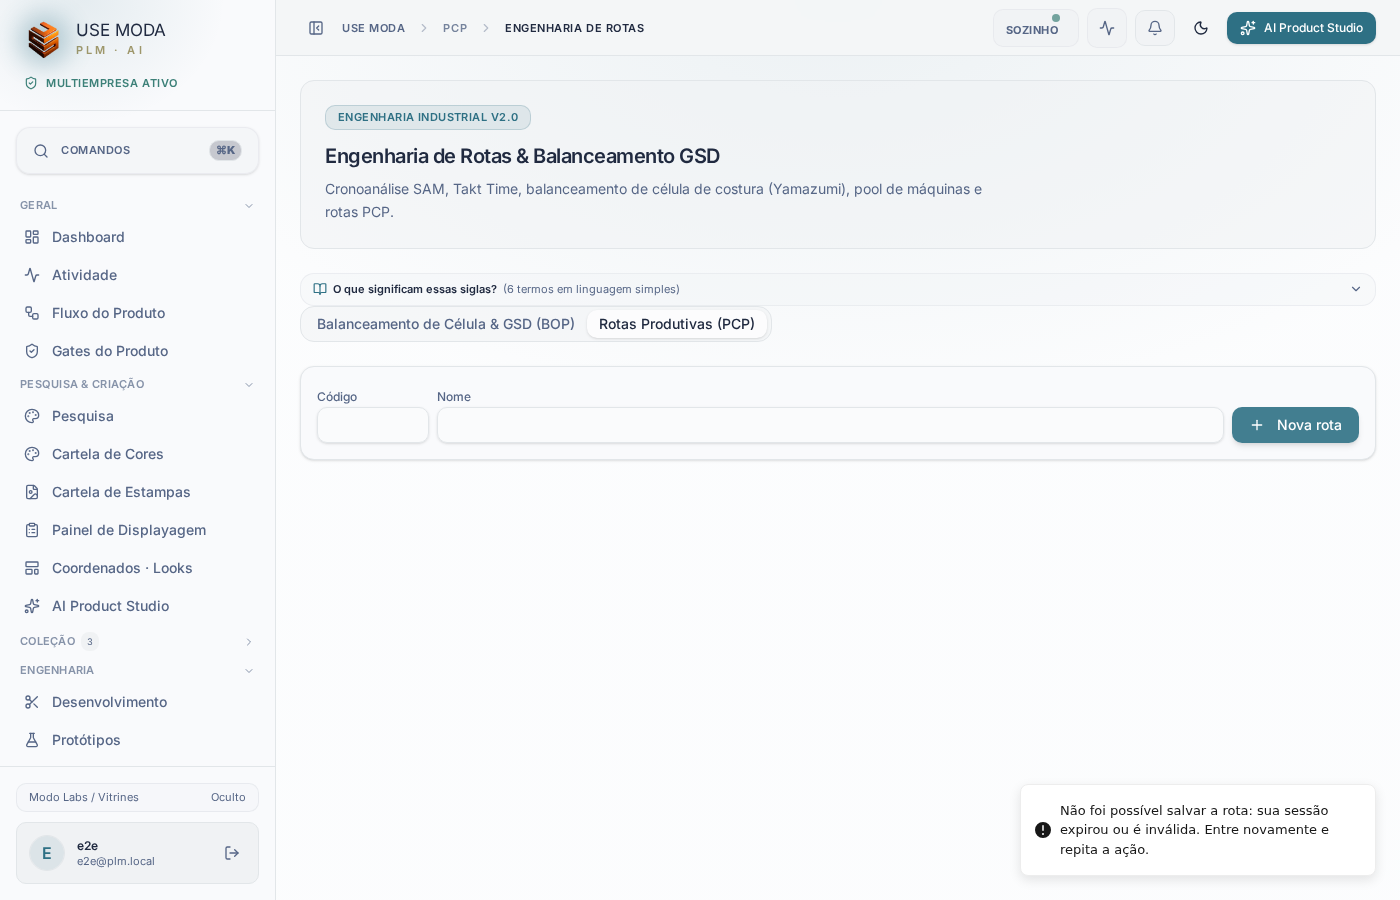 USE MODA
PLM · AI
MULTIEMPRESA ATIVO
COMANDOS
⌘K
GERAL
Dashboard
Atividade
Fluxo do Produto
Gates do Produto
PESQUISA & CRIAÇÃO
Pesquisa
Cartela de Cores
Cartela de Estampas
Painel de Displayagem
Coordenados · Looks
AI Product Studio
COLEÇÃO 3
ENGENHARIA
Desenvolvimento
Protótipos
Modo Labs / Vitrines
Oculto
E
e2e
e2e@plm.local
USE MODA
PCP
ENGENHARIA DE ROTAS
SOZINHO
AI Product Studio
ENGENHARIA INDUSTRIAL V2.0
Engenharia de Rotas & Balanceamento GSD
Cronoanálise SAM, Takt Time, balanceamento de célula de costura (Yamazumi), pool de máquinas e
rotas PCP.
O que significam essas siglas? (6 termos em linguagem simples)
Balanceamento de Célula & GSD (BOP)
Rotas Produtivas (PCP)
Código
Nome
Nova rota
Não foi possível salvar a rota: sua sessão
expirou ou é inválida. Entre novamente e
repita a ação.